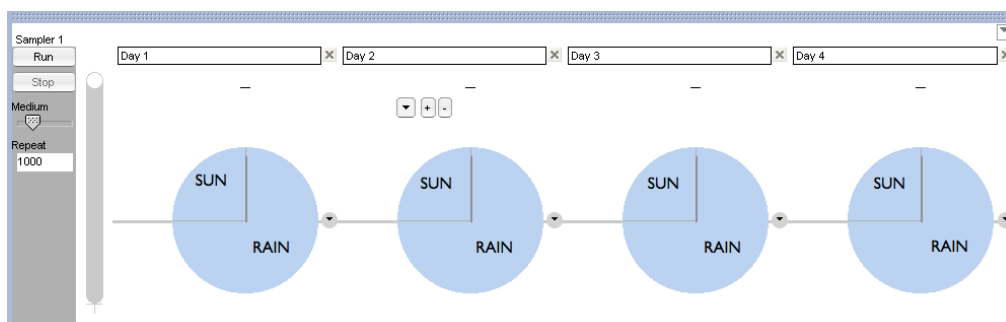 Sampler 1
Run
Stop
Medium
Repeat
1000
Day 1
Day 2
Day 3
Day 4
+ -
SUN
RAIN
SUN
RAIN
SUN
RAIN
SUN
RAIN